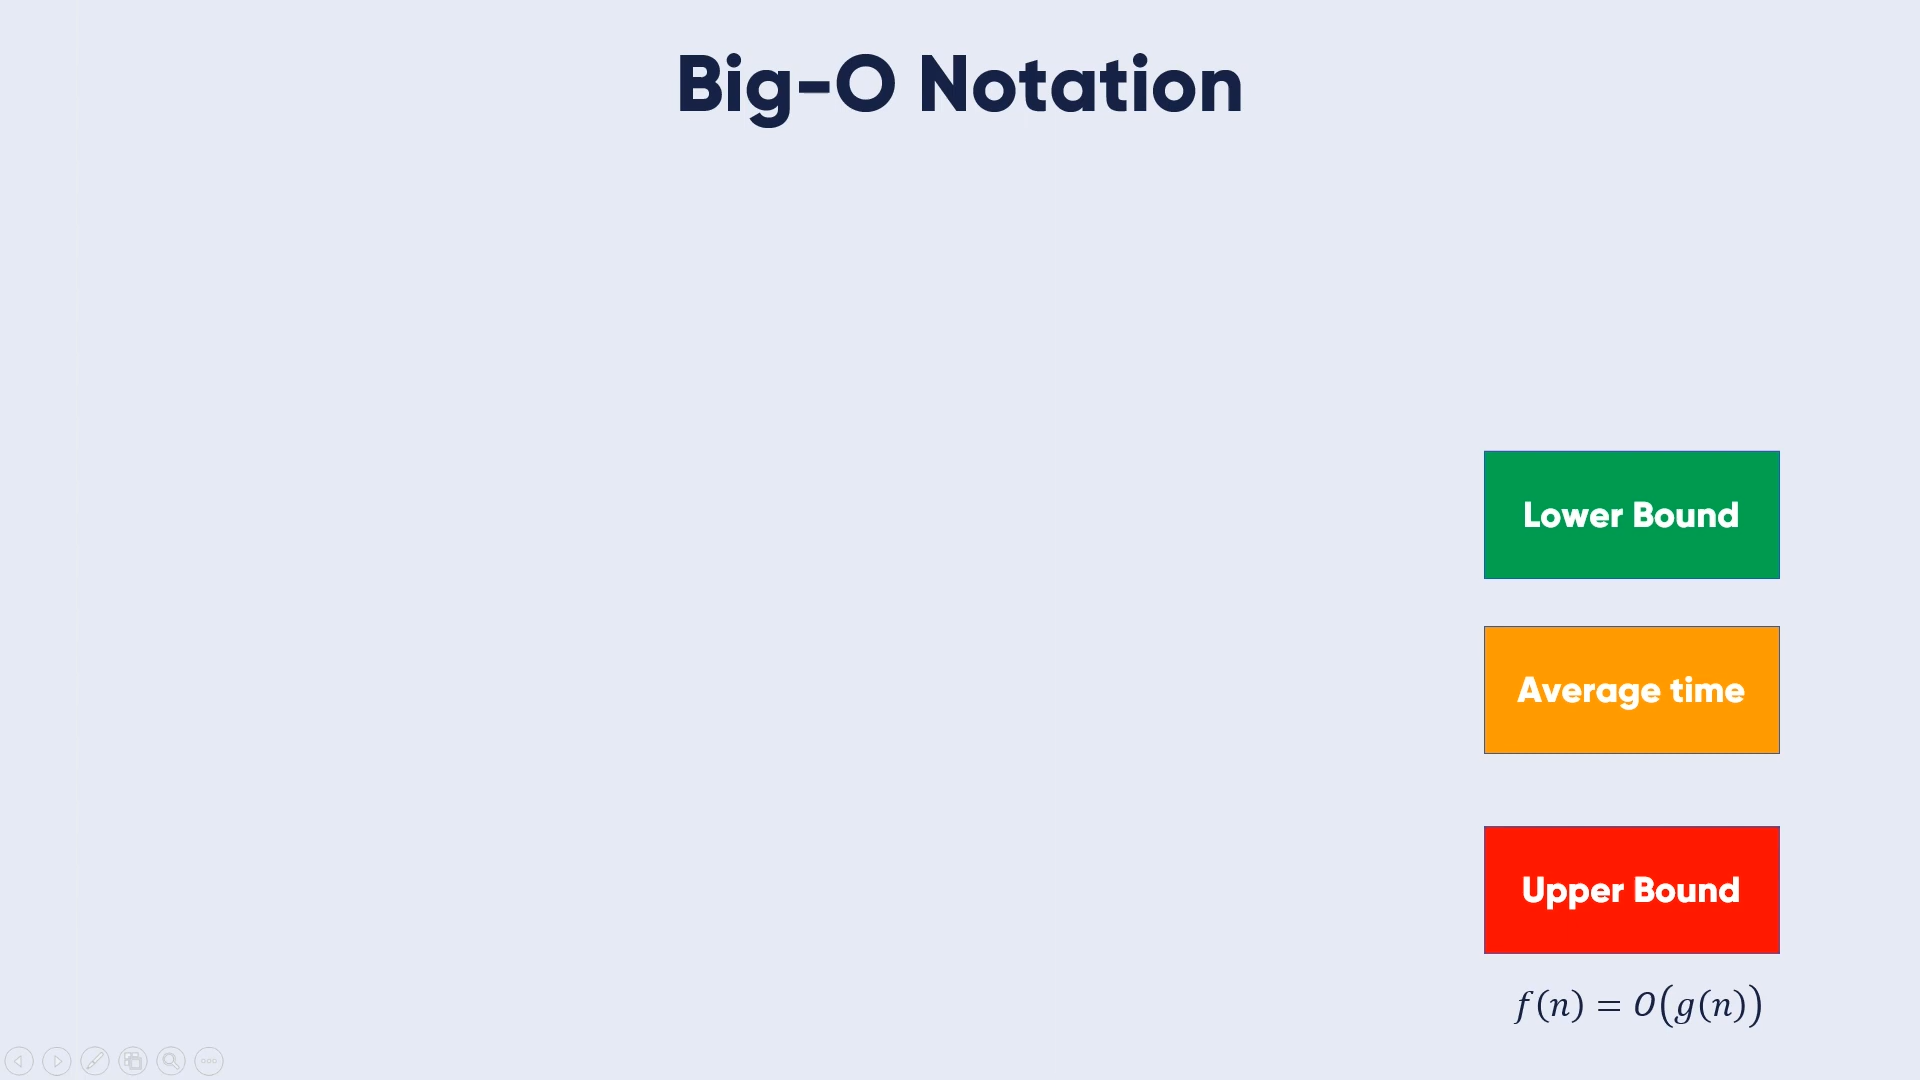 Big-O Notation
Lower Bound
Average time
Upper Bound
f(n) = O(g(n))